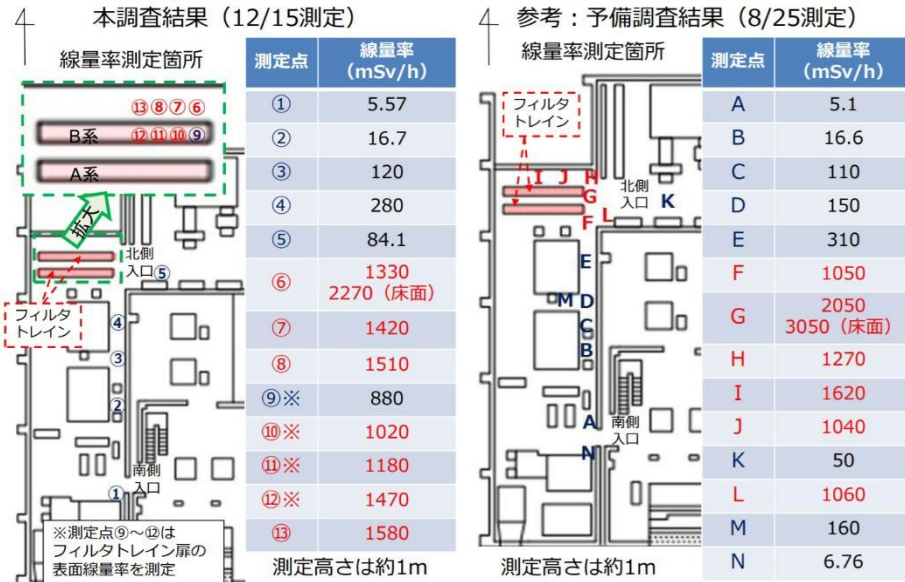 本調査結果（12/15測定）
線量率測定箇所
⑬⑧⑦⑥
B系
⑫⑪⑩⑨
A系
拡大
北側
入口
⑤
フィルタ
トレイン
④
③
②
南側
入口
①
※測定点⑨～⑫は
フィルタトレイン扉の
表面線量率を測定
測定点 線量率
（mSv/h）
① 5.57
② 16.7
③ 120
④ 280
⑤ 84.1
⑥ 1330
2270（床面）
⑦ 1420
⑧ 1510
⑨※ 880
⑩※ 1020
⑪※ 1180
⑫※ 1470
⑬ 1580
測定高さは約1m
参考：予備調査結果（8/25測定）
線量率測定箇所
フィルタ
トレイン
I J H
G
F L
北側
入口
K
E
M D
C
B
A
南側
入口
N
測定高さは約1m
測定点 線量率
（mSv/h）
A 5.1
B 16.6
C 110
D 150
E 310
F 1050
G 2050
3050（床面）
H 1270
I 1620
J 1040
K 50
L 1060
M 160
N 6.76